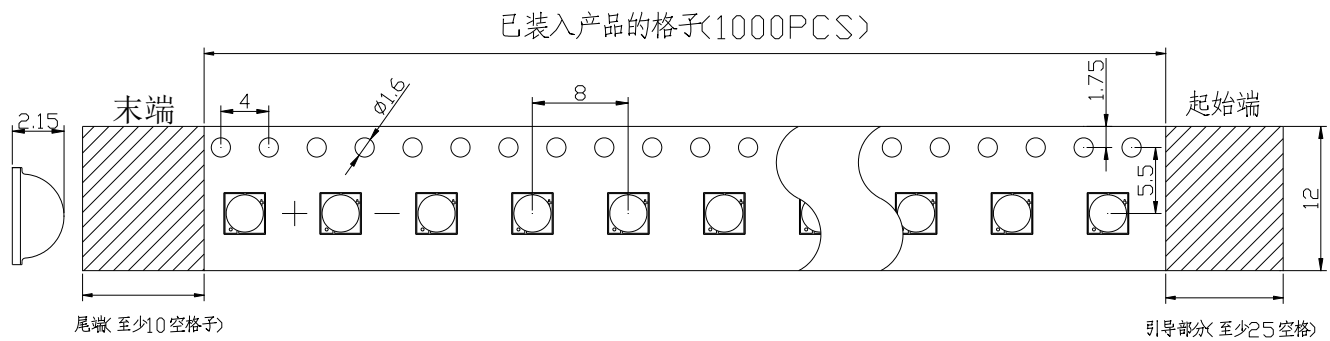 已装入产品的格子(1000PCS)
末端
起始端
2.15
4
ø1.6
8
1.75
5.5
12
+
-
尾端(至少10空格子)
引导部分(至少25空格)